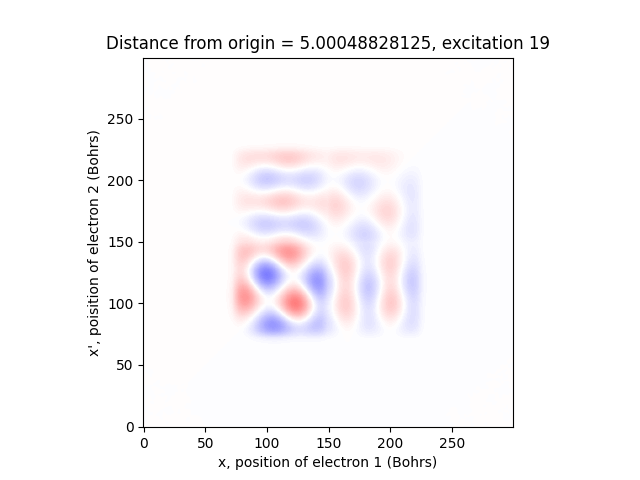 Distance from origin = 5.00048828125, excitation 19
x', poisition of electron 2 (Bohrs)
250
200
150
100
50
0
0 50 100 150 200 250
x, position of electron 1 (Bohrs)